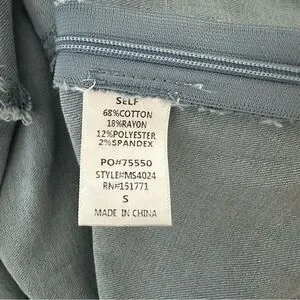 SELF
68%COTTON
18%RAYON
12%POLYESTER
2%SPANDEX
PO#75550
STYLE#MS4024
RN#151771
S
MADE IN CHINA